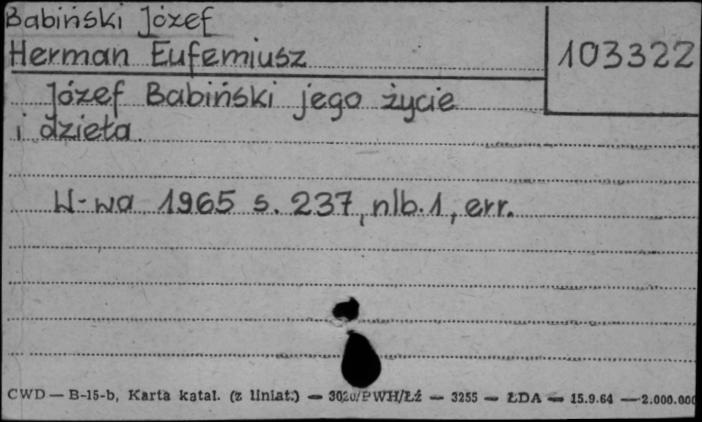 Babiński Józef
Herman Eufemiusz
103322
Józef Babiński jego życie
i dzieła.
W-wa 1965 s. 237, nlb. 1, err.
CWD — B-15-b, Karta katal. (z liniat.) — 3020/PWH/Łź — 3255 — ŁDA — 15.9.64 — 2.000.000